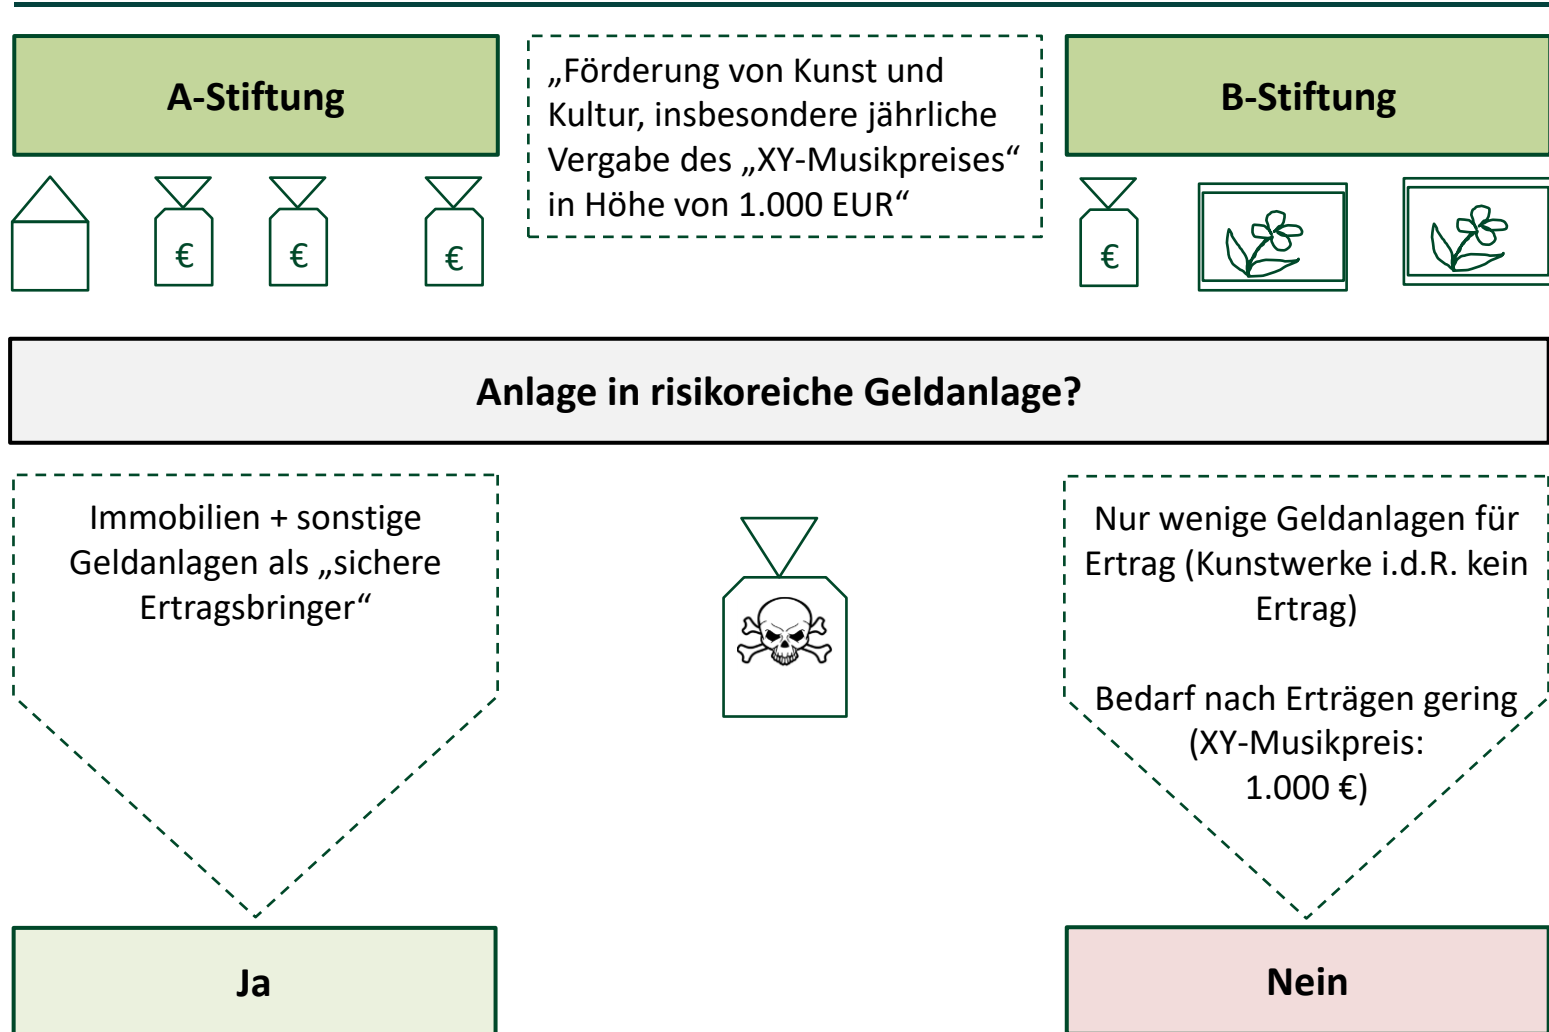 A-Stiftung
„Förderung von Kunst und
Kultur, insbesondere jährliche
Vergabe des „XY-Musikpreises“
in Höhe von 1.000 EUR“
B-Stiftung
€
€
€
€
Anlage in risikoreiche Geldanlage?
Immobilien + sonstige
Geldanlagen als „sichere
Ertragsbringer“
Nur wenige Geldanlagen für
Ertrag (Kunstwerke i.d.R. kein
Ertrag)
Bedarf nach Erträgen gering
(XY-Musikpreis:
1.000 €)
Ja
Nein